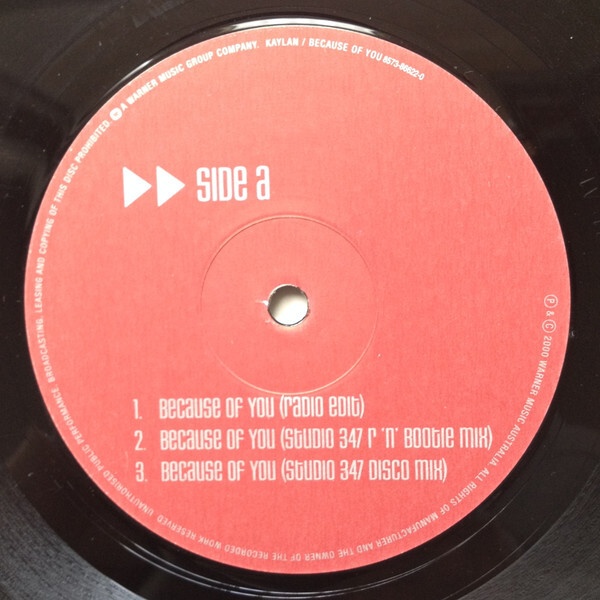 UNAUTHORISED PUBLIC PERFORMANCE BROADCASTING, LEASING AND COPYING OF THIS DISC PROHIBITED. A WARNER MUSIC GROUP COMPANY. KAYLAN / BECAUSE OF YOU 8573-86622-0
Side a
1. Because of You (radio edit)
2. Because of You (Studio 347 r 'n' Bootie mix)
3. Because of You (Studio 347 Disco mix)
℗ & © 2000 WARNER MUSIC AUSTRALIA. ALL RIGHTS OF MANUFACTURER AND THE OWNER OF THE RECORDED WORK RESERVED